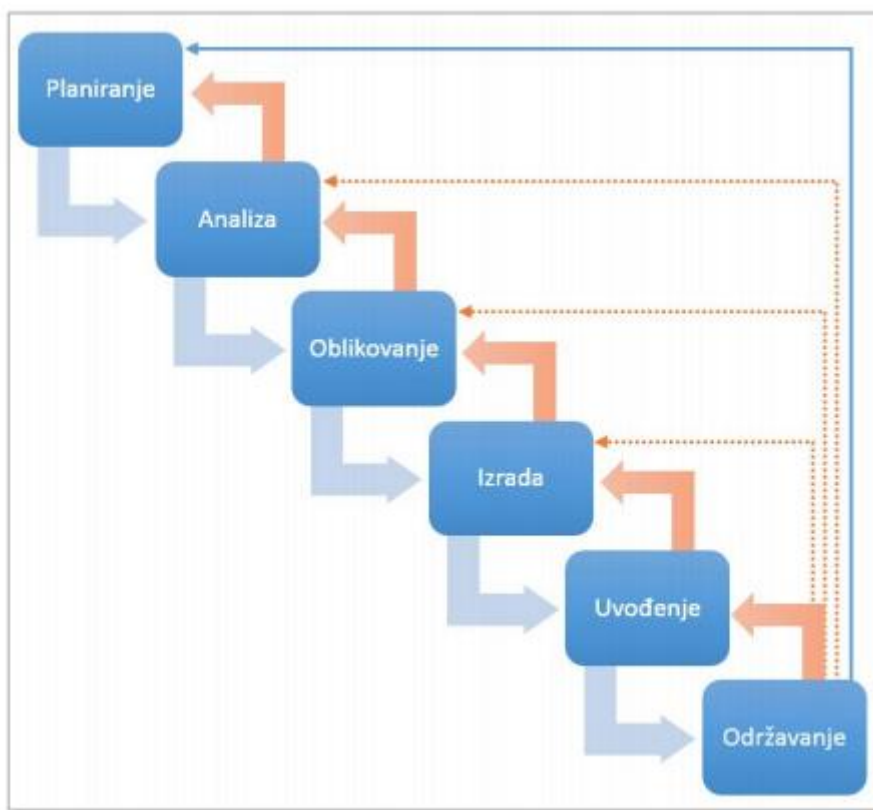 Planiranje
Analiza
Oblikovanje
Izrada
Uvođenje
Održavanje